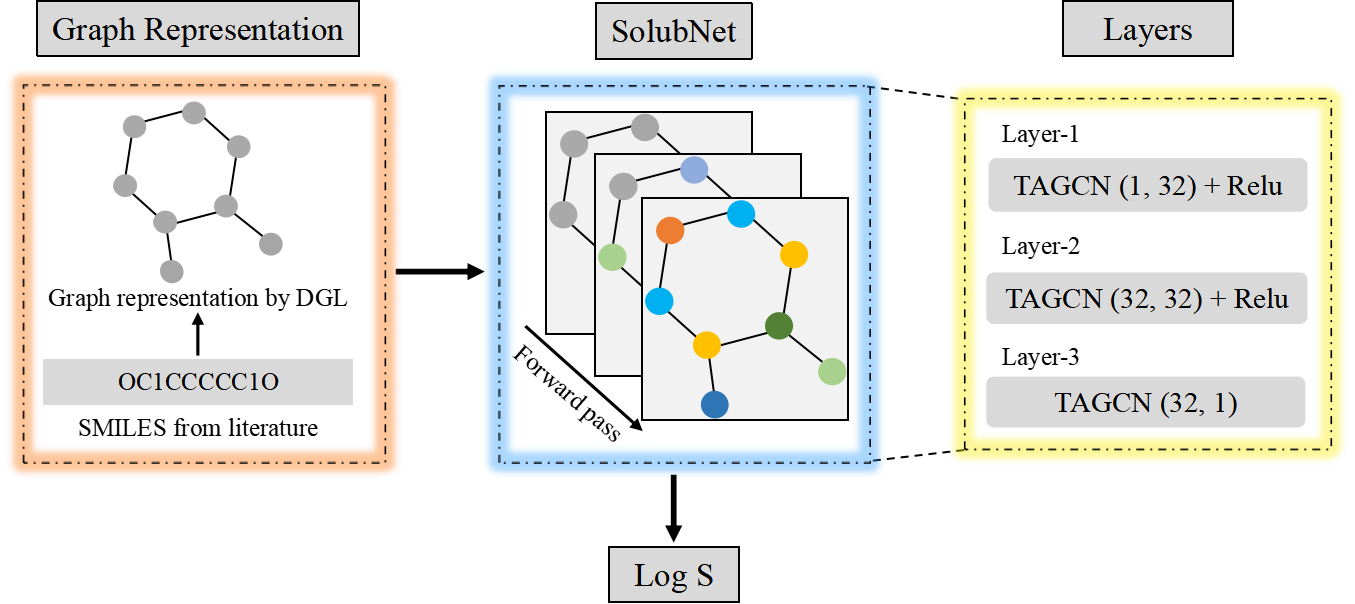 Graph Representation
Graph representation by DGL
OC1CCCCC1O
SMILES from literature
SolubNet
Forward pass
Log S
Layers
Layer-1
TAGCN (1, 32) + Relu
Layer-2
TAGCN (32, 32) + Relu
Layer-3
TAGCN (32, 1)